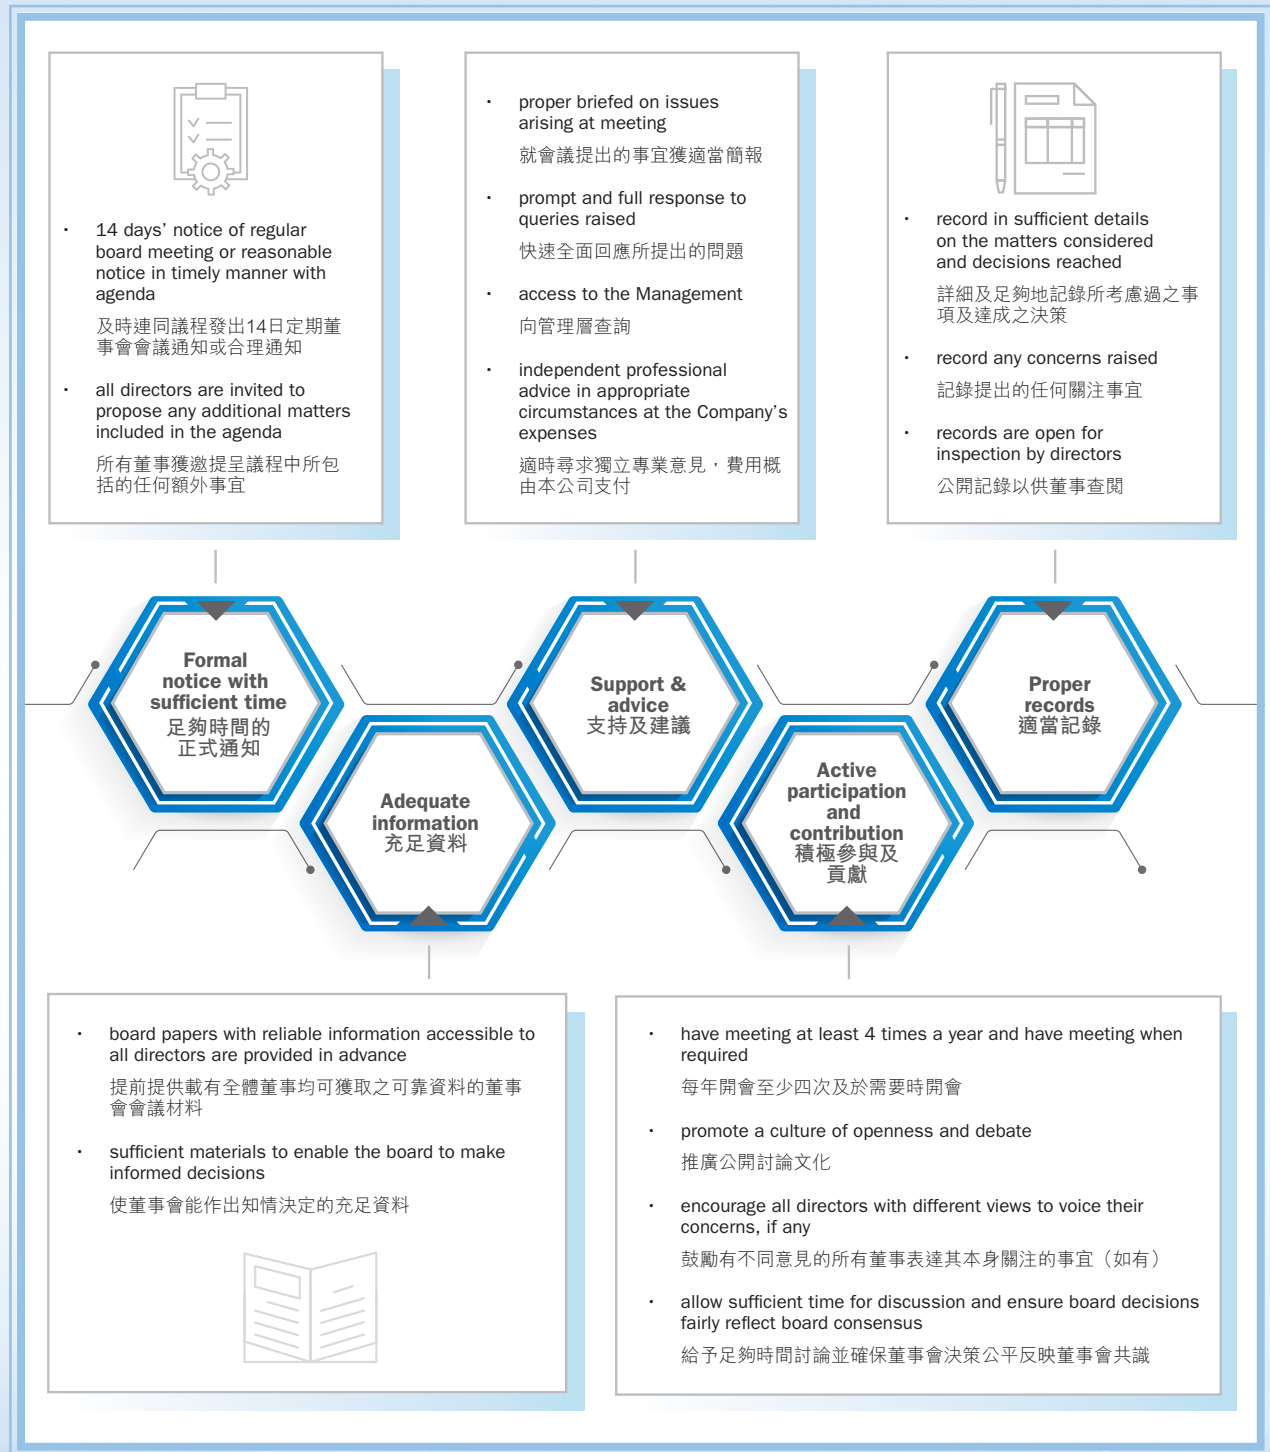 · 14 days’ notice of regular
board meeting or reasonable
notice in timely manner with
agenda
及時連同議程發出14日定期董
事會會議通知或合理通知
· all directors are invited to
propose any additional matters
included in the agenda
所有董事獲邀提呈議程中所包
括的任何額外事宜
· proper briefed on issues
arising at meeting
就會議提出的事宜獲適當簡報
· prompt and full response to
queries raised
快速全面回應所提出的問題
· access to the Management
向管理層查詢
· independent professional
advice in appropriate
circumstances at the Company’s
expenses
適時尋求獨立專業意見，費用概
由本公司支付
· record in sufficient details
on the matters considered
and decisions reached
詳細及足夠地記錄所考慮過之事
項及達成之決策
· record any concerns raised
記錄提出的任何關注事宜
· records are open for
inspection by directors
公開記錄以供董事查閱
Formal
notice with
sufficient time
足夠時間的
正式通知
Adequate
information
充足資料
Support &
advice
支持及建議
Active
participation
and
contribution
積極參與及
貢獻
Proper
records
適當記錄
· board papers with reliable information accessible to
all directors are provided in advance
提前提供載有全體董事均可獲取之可靠資料的董事
會會議材料
· sufficient materials to enable the board to make
informed decisions
使董事會能作出知情決定的充足資料
· have meeting at least 4 times a year and have meeting when
required
每年開會至少四次及於需要時開會
· promote a culture of openness and debate
推廣公開討論文化
· encourage all directors with different views to voice their
concerns, if any
鼓勵有不同意見的所有董事表達其本身關注的事宜（如有）
· allow sufficient time for discussion and ensure board decisions
fairly reflect board consensus
給予足夠時間討論並確保董事會決策公平反映董事會共識